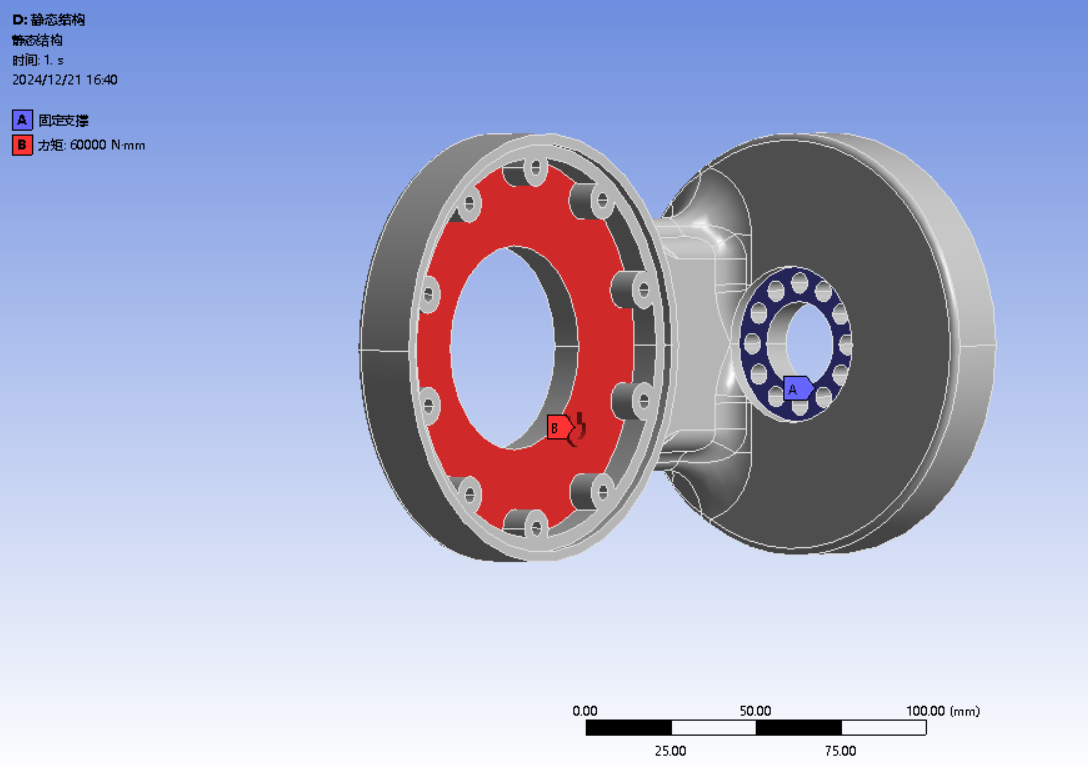 D: 静态结构
静态结构
时间: 1. s
2024/12/21 16:40
A 固定支撑
B 力矩: 60000 N·mm
A
B
0.00 50.00 100.00 (mm)
25.00 75.00